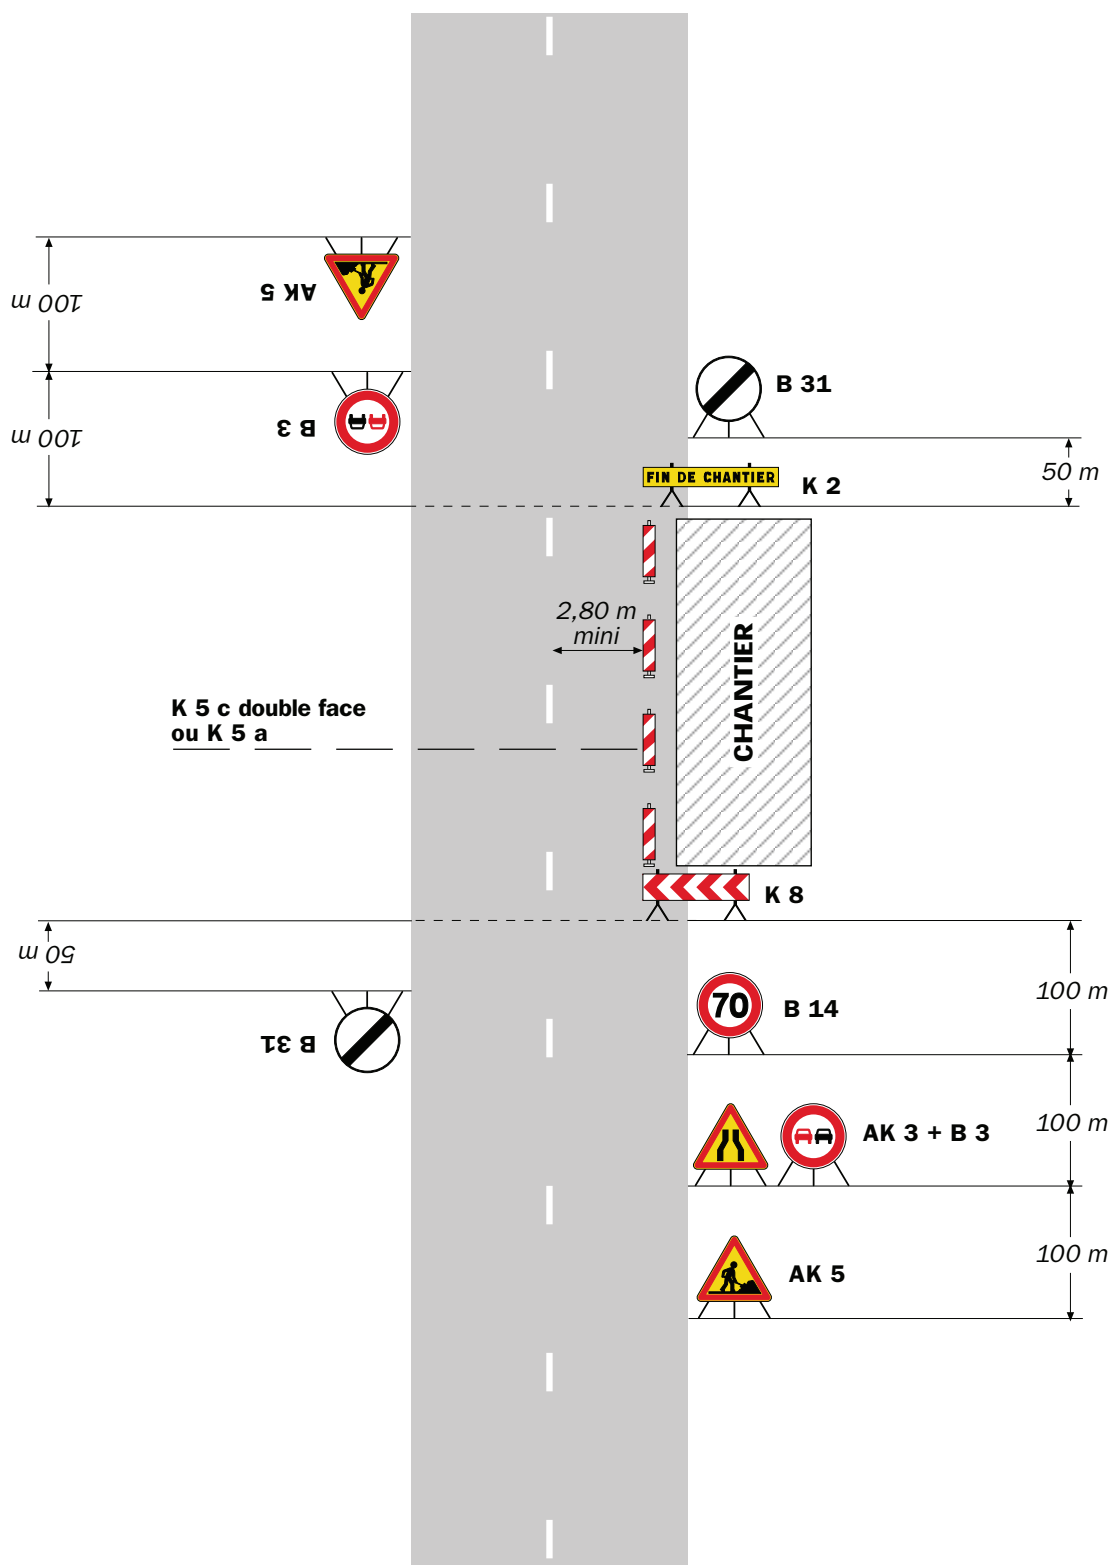 AK 5
100 m
B 3
100 m
B 31
50 m
FIN DE CHANTIER
K 2
2,80 m
mini
CHANTIER
K 5 c double face
ou K 5 a
K 8
50 m
B 31
70
B 14
100 m
AK 3 + B 3
100 m
AK 5
100 m